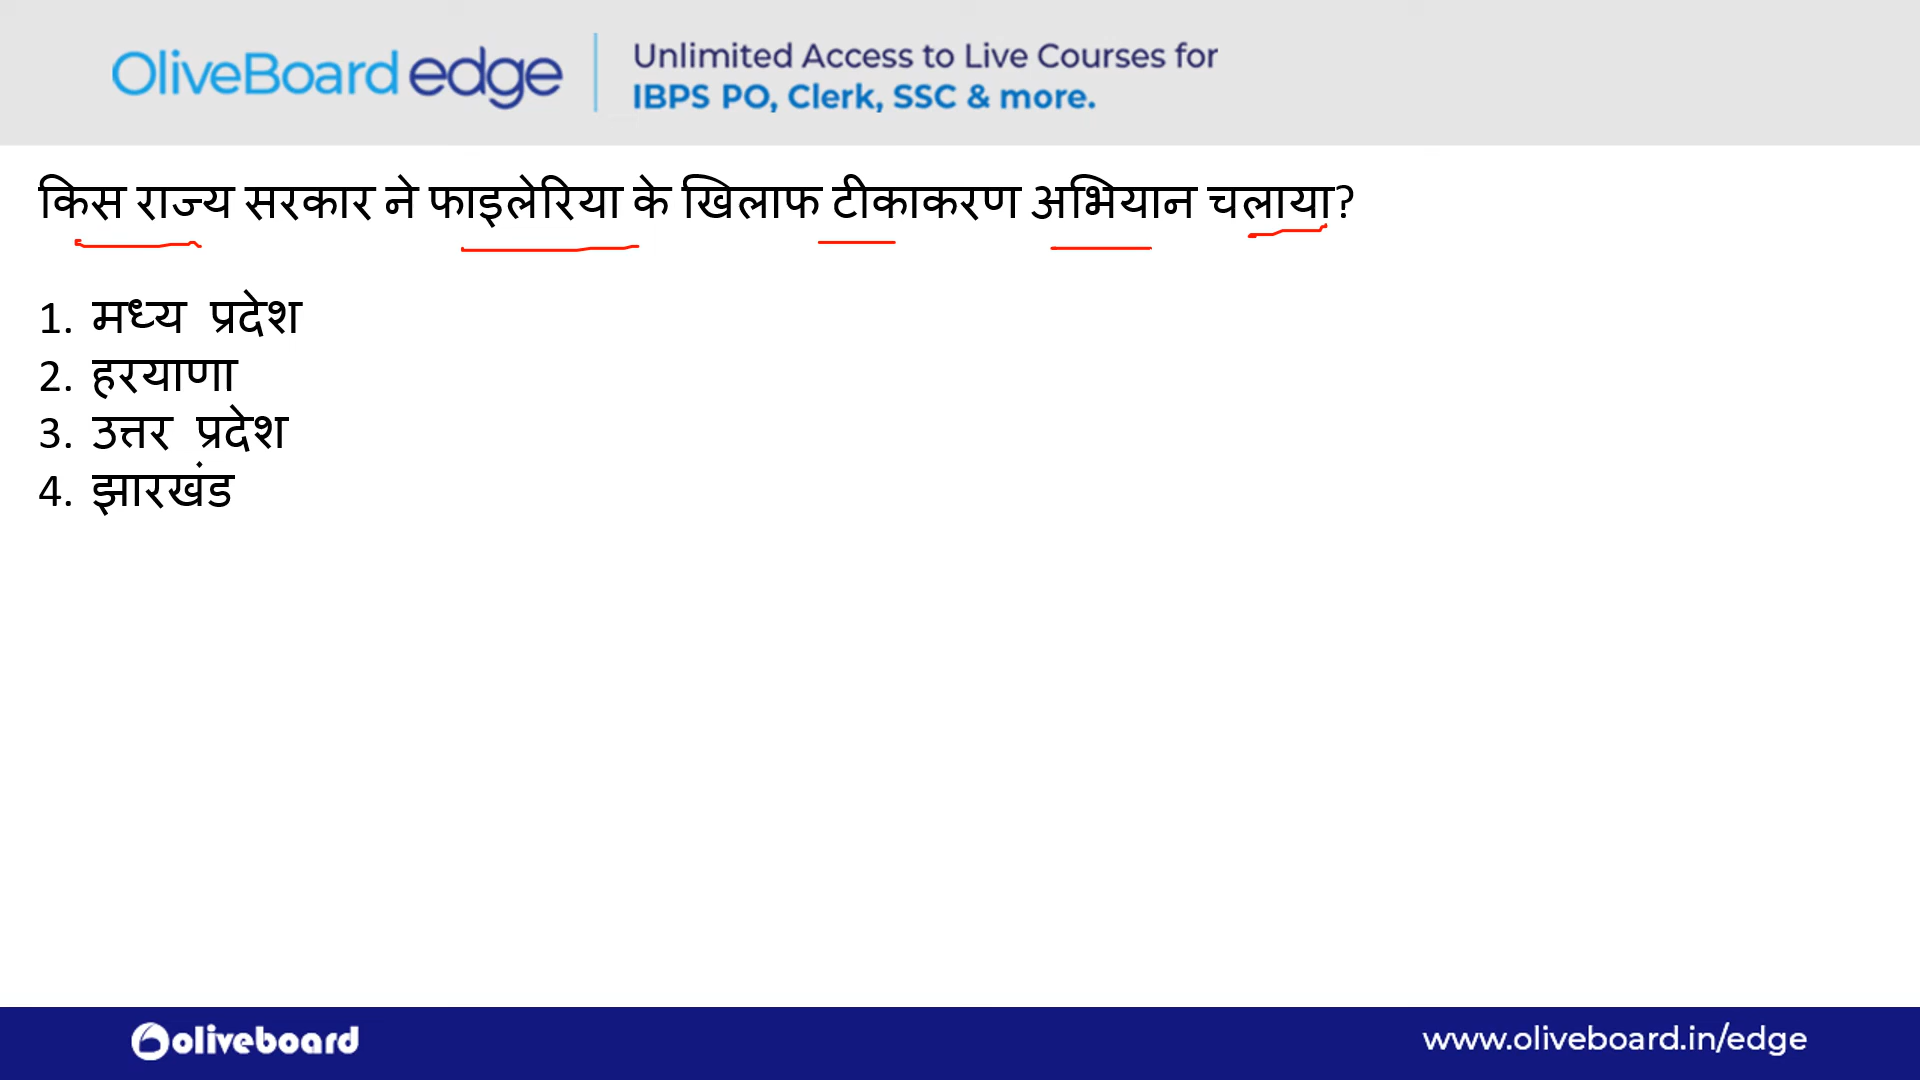 OliveBoard edge
Unlimited Access to Live Courses for
IBPS PO, Clerk, SSC & more.
किस राज्य सरकार ने फाइलेरिया के खिलाफ टीकाकरण अभियान चलाया?
1. मध्य प्रदेश
2. हरयाणा
3. उत्तर प्रदेश
4. झारखंड
oliveboard
www.oliveboard.in/edge